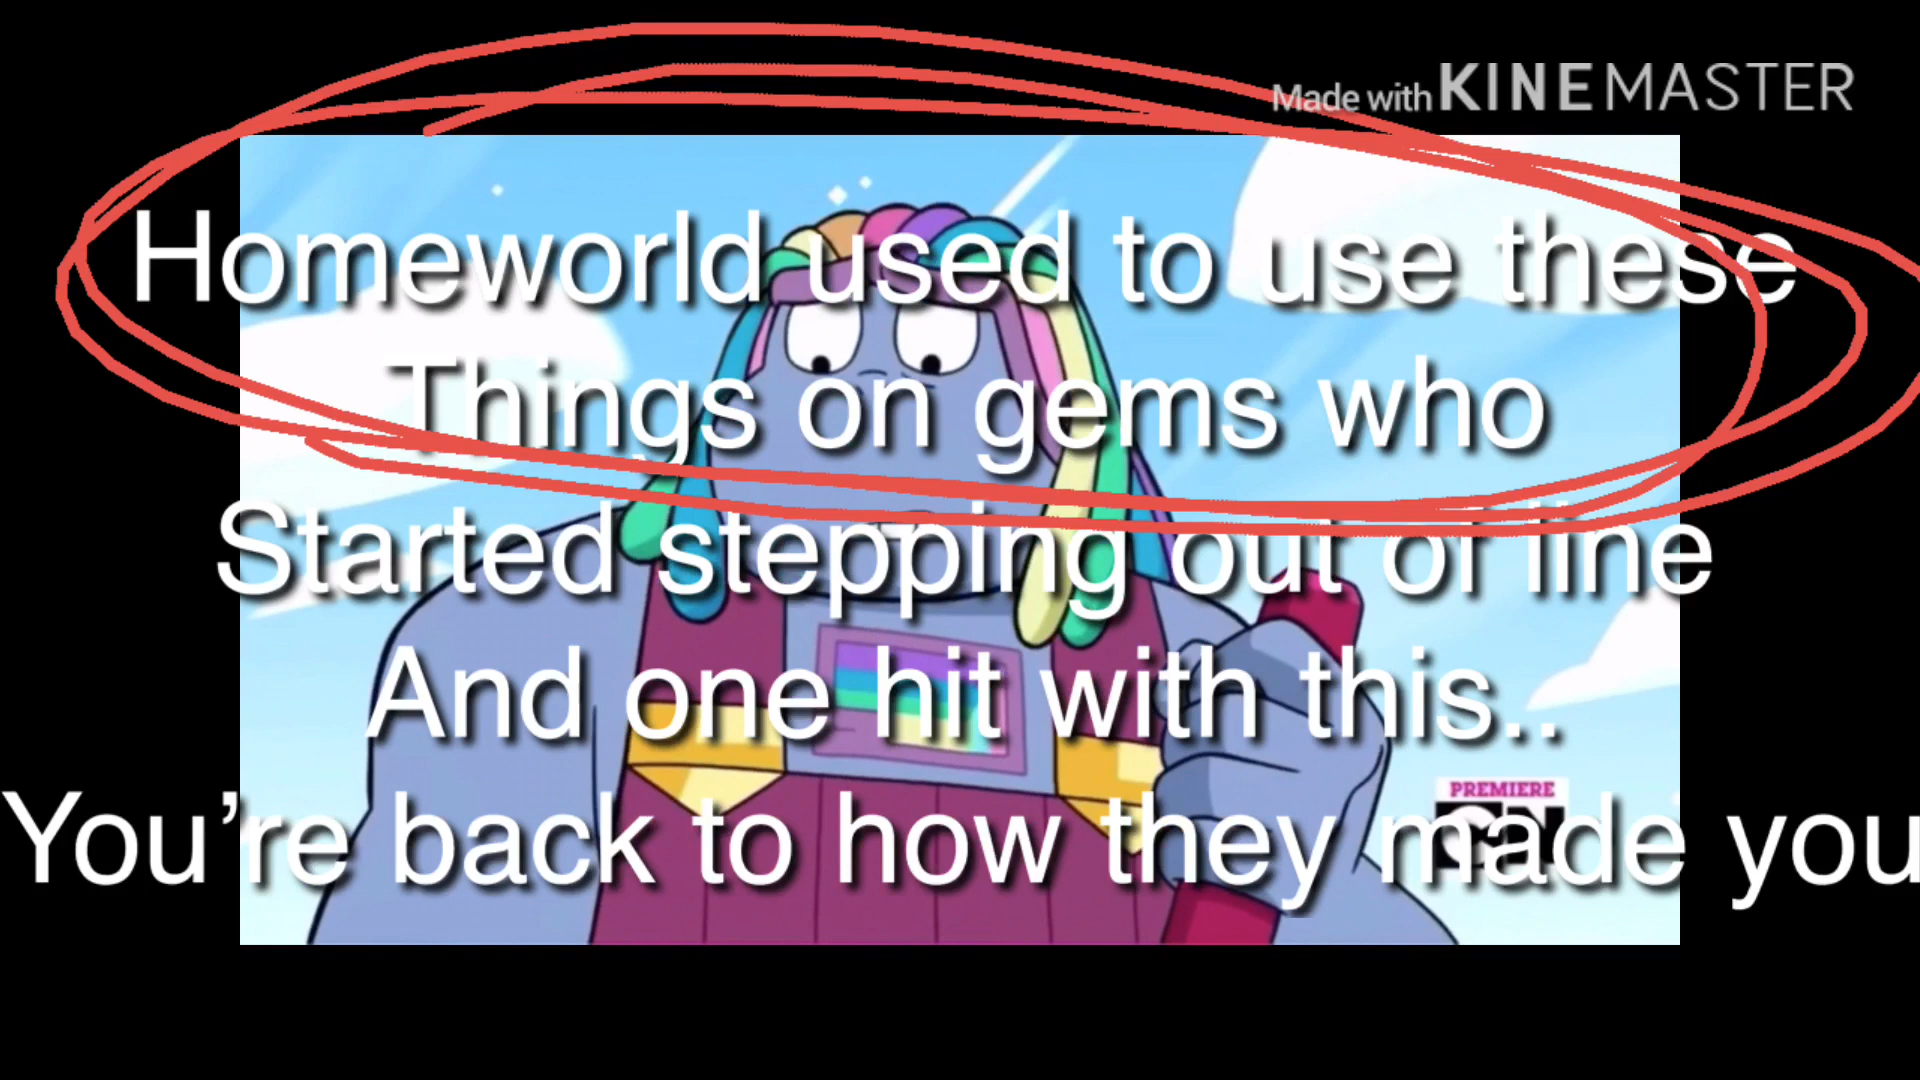 Made with KINEMASTER
Homeworld used to use these
Things on gems who
Started stepping out of line
And one hit with this..
You’re back to how they made you
PREMIERE
CN